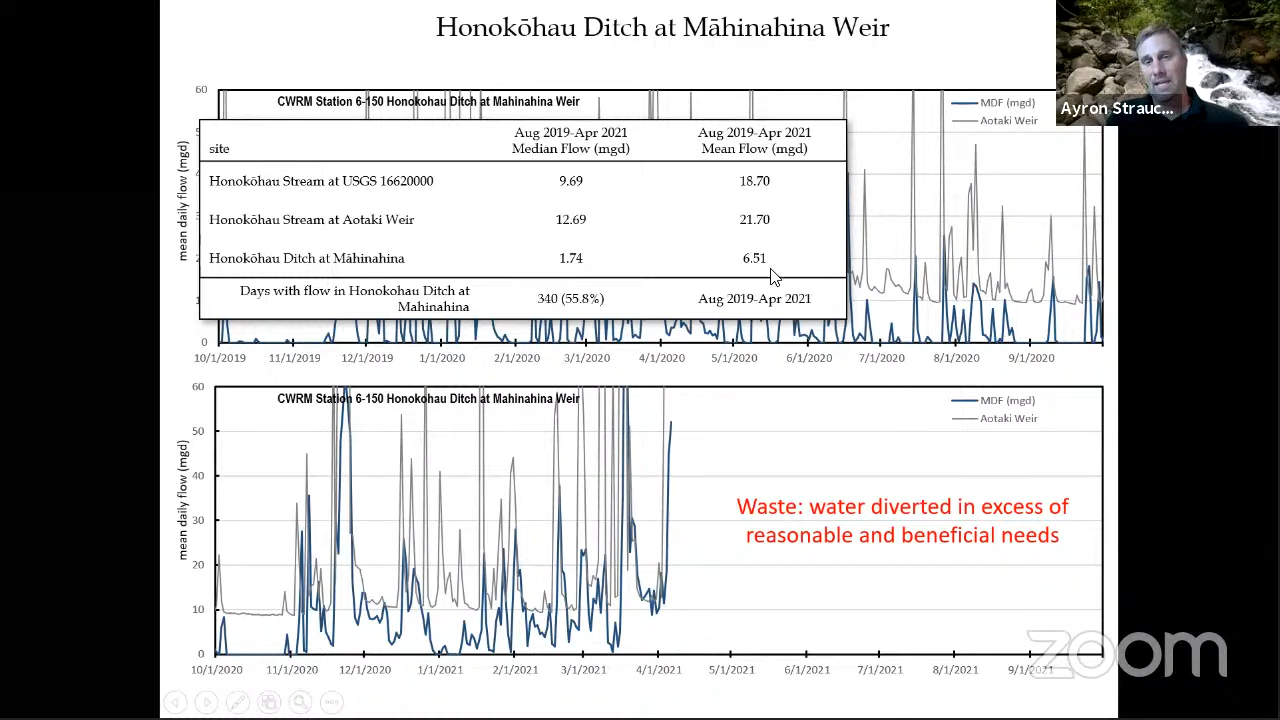 Honokōhau Ditch at Māhinahina Weir
Ayron Strauc...
60
CWRM Station 6-150 Honokohau Ditch at Mahinahina Weir
MDF (mgd)
Aotaki Weir
mean daily flow (mgd)
site
Aug 2019-Apr 2021 Median Flow (mgd)
Aug 2019-Apr 2021 Mean Flow (mgd)
Honokōhau Stream at USGS 16620000 9.69 18.70
Honokōhau Stream at Aotaki Weir 12.69 21.70
Honokōhau Ditch at Māhinahina 1.74 6.51
Days with flow in Honokohau Ditch at Mahinahina 340 (55.8%) Aug 2019-Apr 2021
0
10/1/2019 11/1/2019 12/1/2019 1/1/2020 2/1/2020 3/1/2020 4/1/2020 5/1/2020 6/1/2020 7/1/2020 8/1/2020 9/1/2020
60
CWRM Station 6-150 Honokohau Ditch at Mahinahina Weir
MDF (mgd)
Aotaki Weir
50
40
mean daily flow (mgd)
30
20
10
0
Waste: water diverted in excess of
reasonable and beneficial needs
10/1/2020 11/1/2020 12/1/2020 1/1/2021 2/1/2021 3/1/2021 4/1/2021 5/1/2021 6/1/2021 7/1/2021 8/1/2021 9/1/2021
zoom